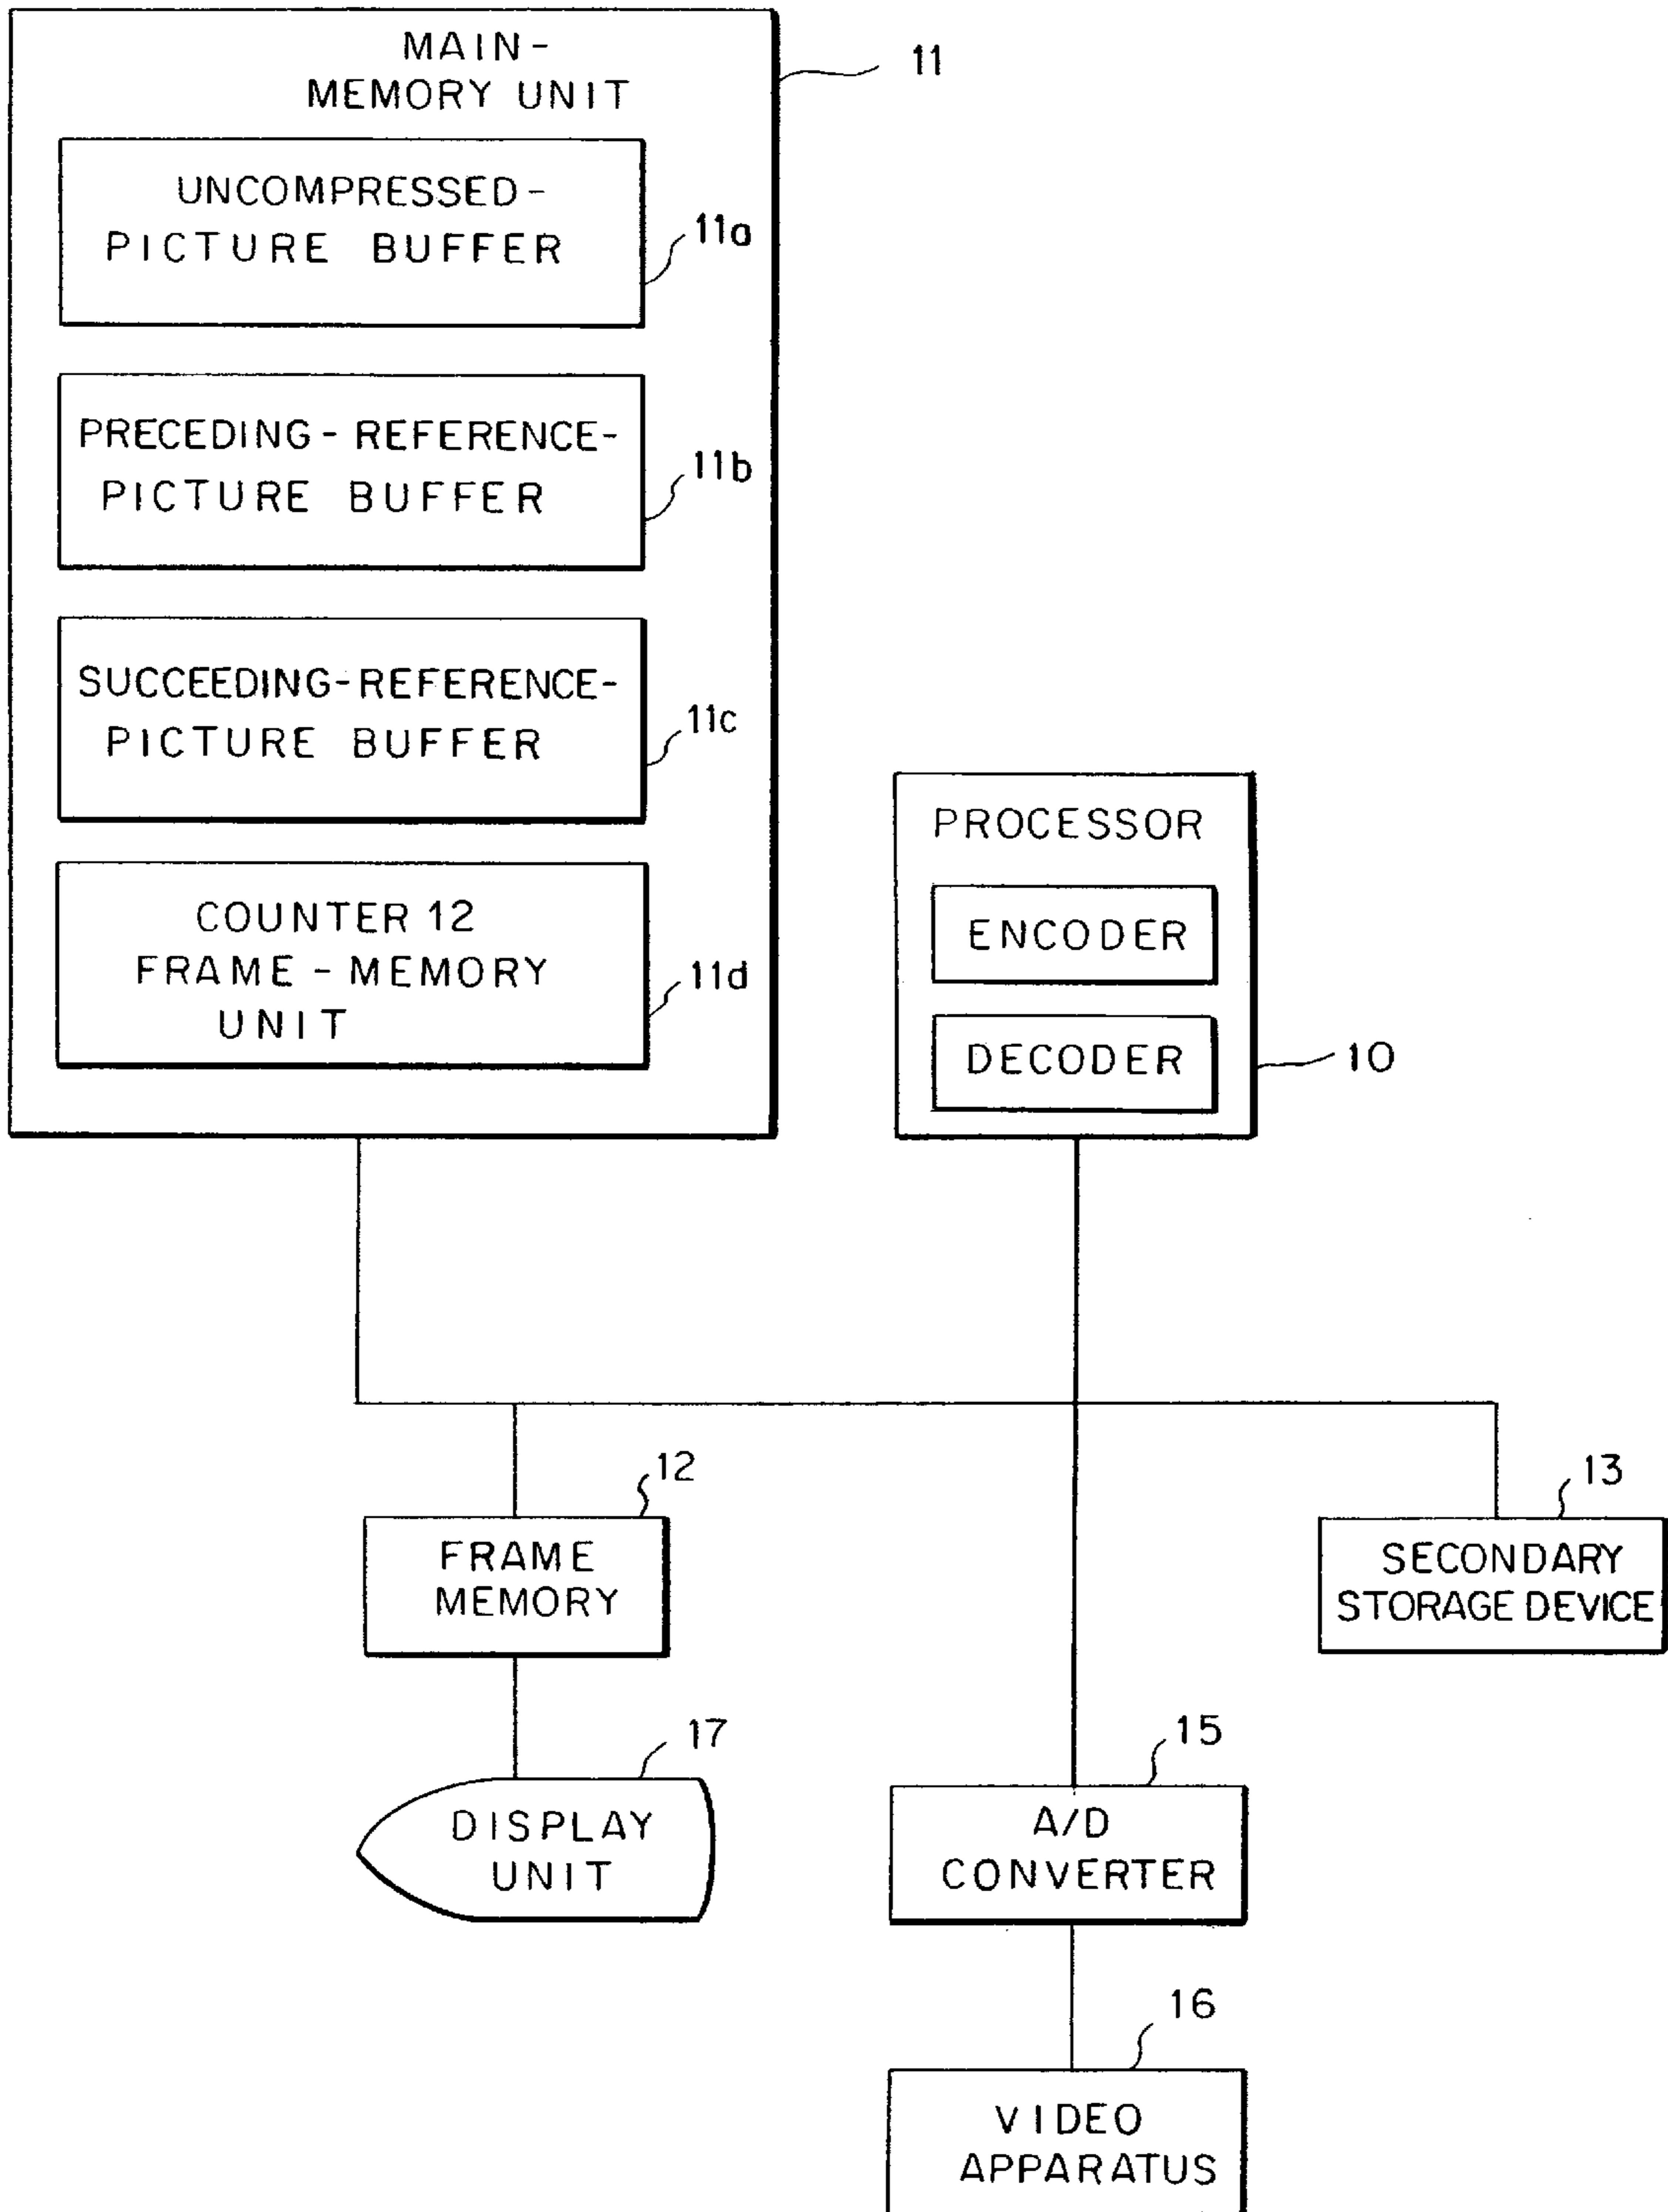 MAIN-
MEMORY UNIT
11
UNCOMPRESSED-
PICTURE BUFFER
11a
PRECEDING-REFERENCE-
PICTURE BUFFER
11b
SUCCEEDING-REFERENCE-
PICTURE BUFFER
11c
COUNTER 12
FRAME-MEMORY
UNIT
11d
PROCESSOR
ENCODER
DECODER
10
12
FRAME
MEMORY
13
SECONDARY
STORAGE DEVICE
17
DISPLAY
UNIT
15
A/D
CONVERTER
16
VIDEO
APPARATUS